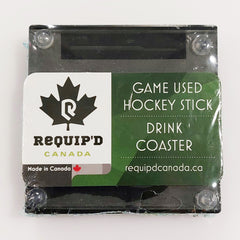 REQUIP'D
CANADA
Made in Canada
GAME USED
HOCKEY STICK
DRINK
COASTER
requipdcanada.ca